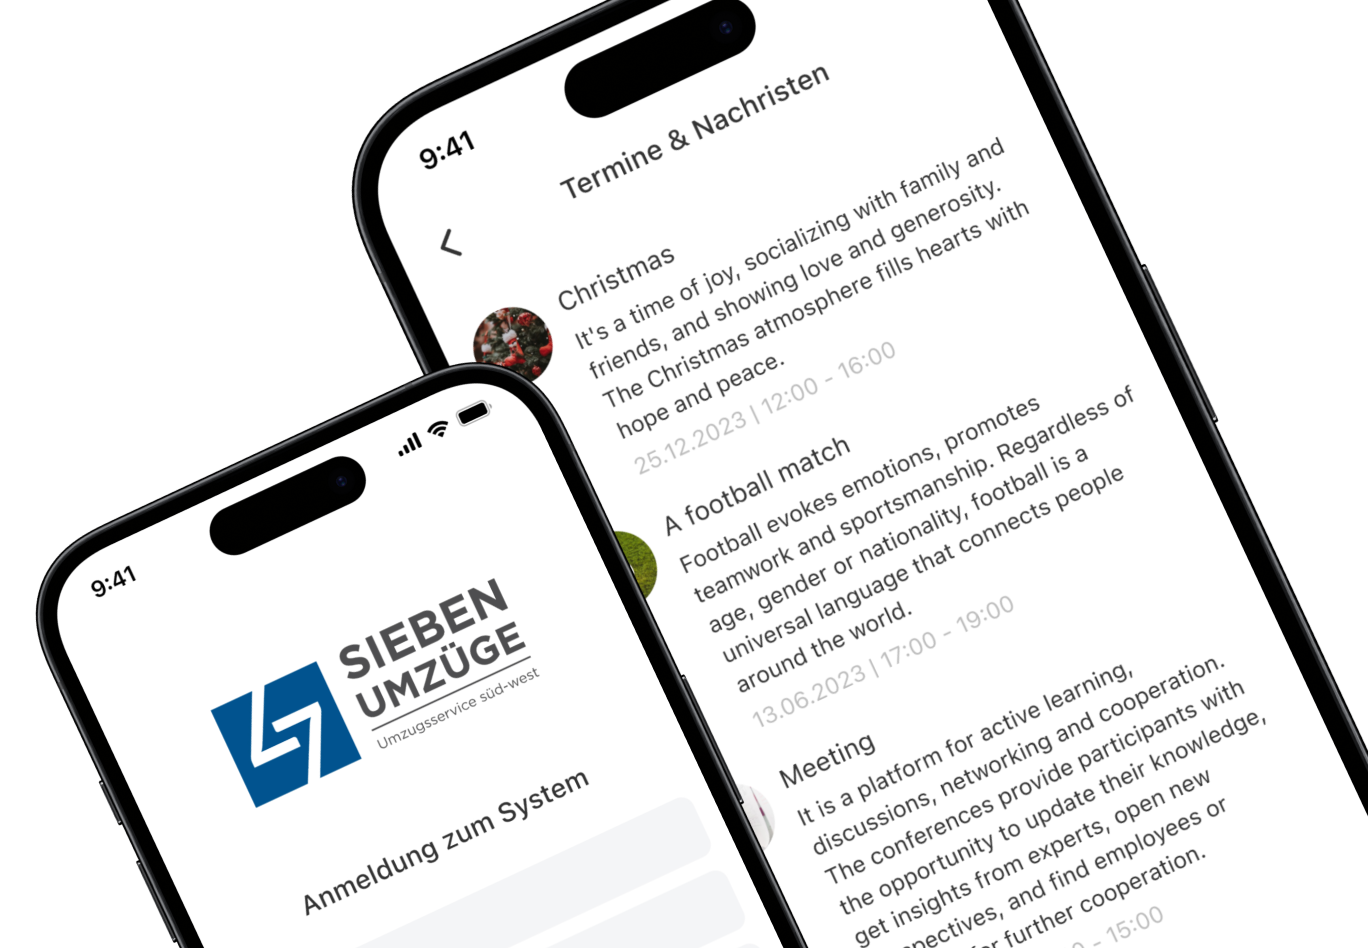 9:41
Termine & Nachristen
Christmas
It's a time of joy, socializing with family and
friends, and showing love and generosity.
The Christmas atmosphere fills hearts with
hope and peace.
25.12.2023 | 12:00 - 16:00
A football match
Football evokes emotions, promotes
teamwork and sportsmanship. Regardless of
age, gender or nationality, football is a
universal language that connects people
around the world.
13.06.2023 | 17:00 - 19:00
Meeting
It is a platform for active learning,
discussions, networking and cooperation.
The conferences provide participants with
the opportunity to update their knowledge,
get insights from experts, open new
and find employees or
further cooperation.
- 15:00
9:41
SIEBEN
UMZÜGE
Umzugsservice süd-west
Anmeldung zum System